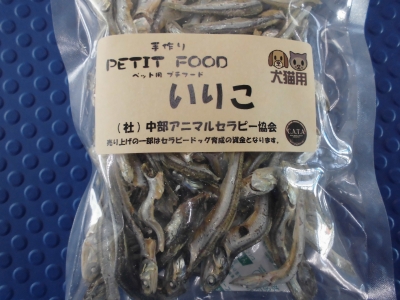 手作り
PETIT FOOD
ペット用 プチフード
犬猫用
いりこ
（社）中部アニマルセラピー協会
売り上げの一部はセラピードッグ育成の資金となります。
C.A.T.A